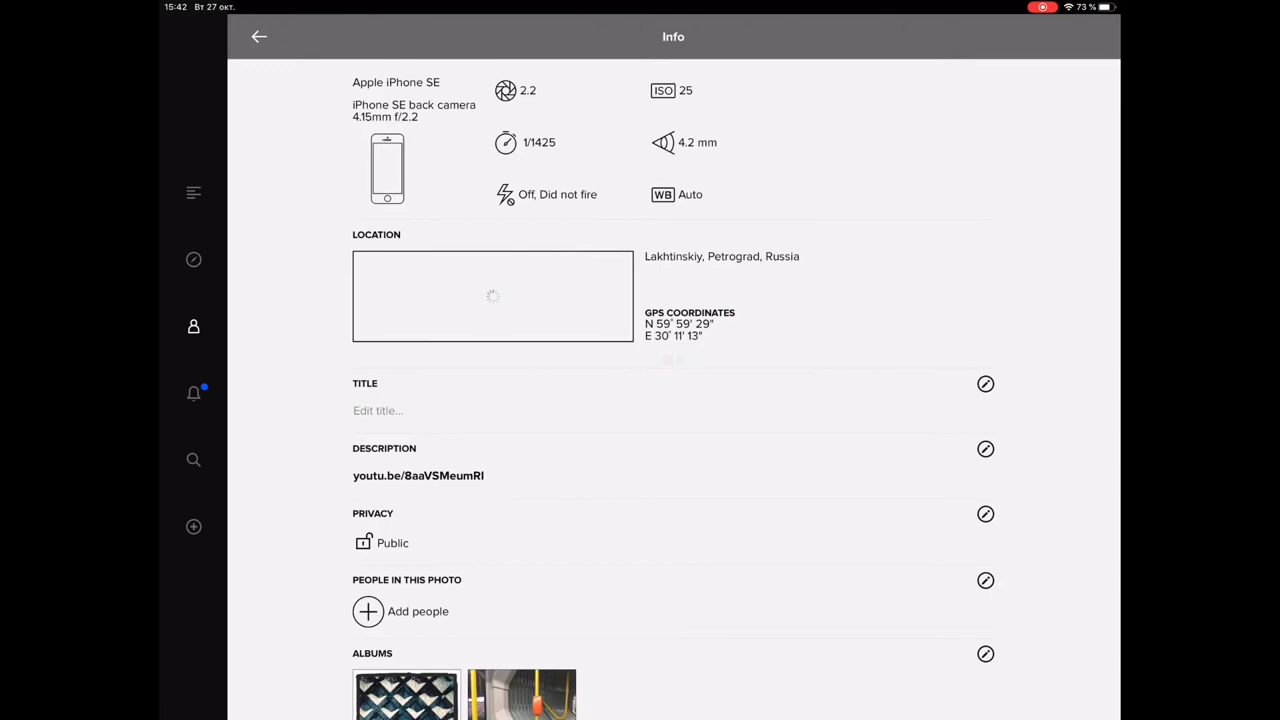 15:42 Вт 27 окт.
73 %
Info
Apple iPhone SE
iPhone SE back camera
4.15mm f/2.2
2.2
ISO 25
1/1425
4.2 mm
Off, Did not fire
WB Auto
LOCATION
Lakhtinskiy, Petrograd, Russia
GPS COORDINATES
N 59° 59' 29"
E 30° 11' 13"
TITLE
Edit title...
DESCRIPTION
youtu.be/8aaVSMeumRI
PRIVACY
Public
PEOPLE IN THIS PHOTO
Add people
ALBUMS